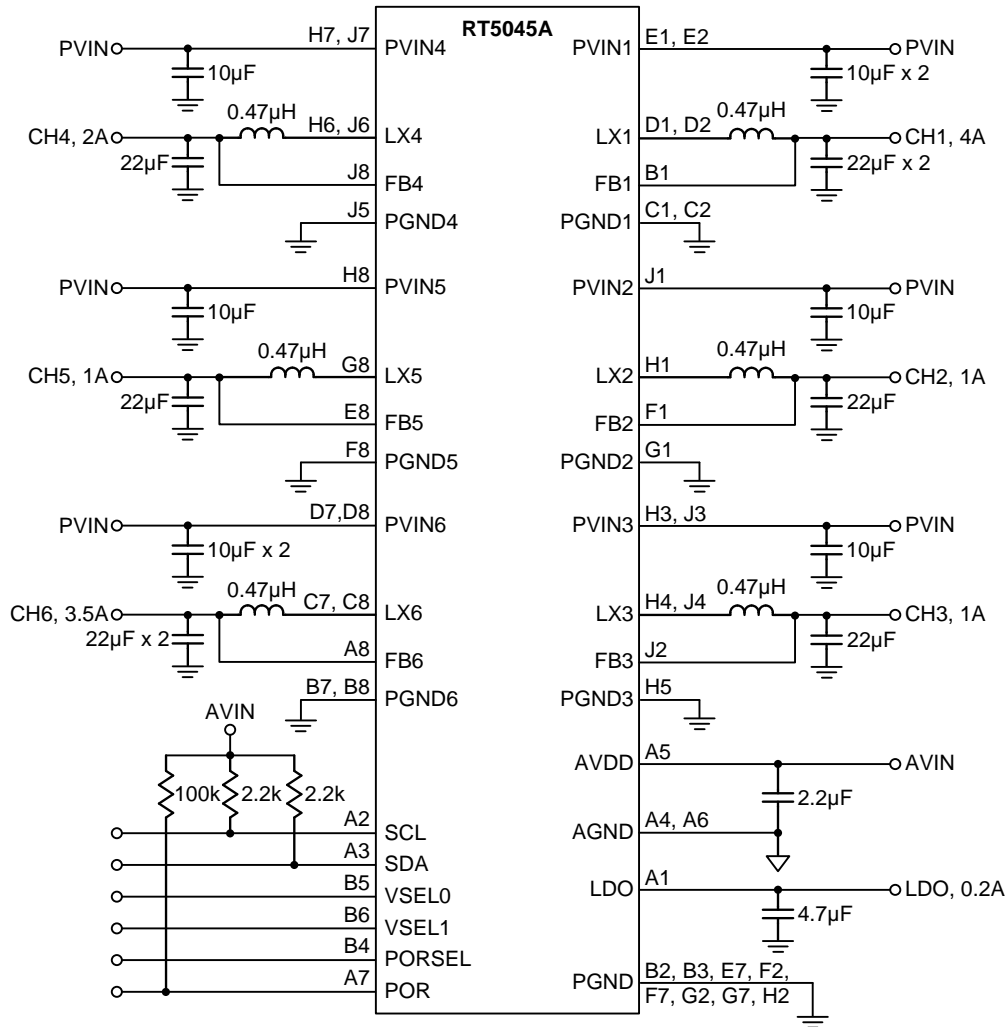 RT5045A
PVIN
H7, J7
PVIN4
10µF
0.47µH
CH4, 2A
H6, J6
LX4
22µF
J8
FB4
J5
PGND4
PVIN
H8
PVIN5
10µF
0.47µH
CH5, 1A
G8
LX5
22µF
E8
FB5
F8
PGND5
PVIN
D7,D8
PVIN6
10µF x 2
0.47µH
CH6, 3.5A
C7, C8
LX6
22µF x 2
A8
FB6
B7, B8
PGND6
AVIN
100k
2.2k
2.2k
A2
SCL
A3
SDA
B5
VSEL0
B6
VSEL1
B4
PORSEL
A7
POR
PVIN1
E1, E2
PVIN
10µF x 2
0.47µH
LX1
D1, D2
CH1, 4A
22µF x 2
FB1
B1
PGND1
C1, C2
PVIN2
J1
PVIN
10µF
0.47µH
LX2
H1
CH2, 1A
22µF
FB2
F1
PGND2
G1
PVIN3
H3, J3
PVIN
10µF
0.47µH
LX3
H4, J4
CH3, 1A
22µF
FB3
J2
PGND3
H5
AVDD
A5
AVIN
2.2µF
AGND
A4, A6
LDO
A1
LDO, 0.2A
4.7µF
PGND
B2, B3, E7, F2,
F7, G2, G7, H2